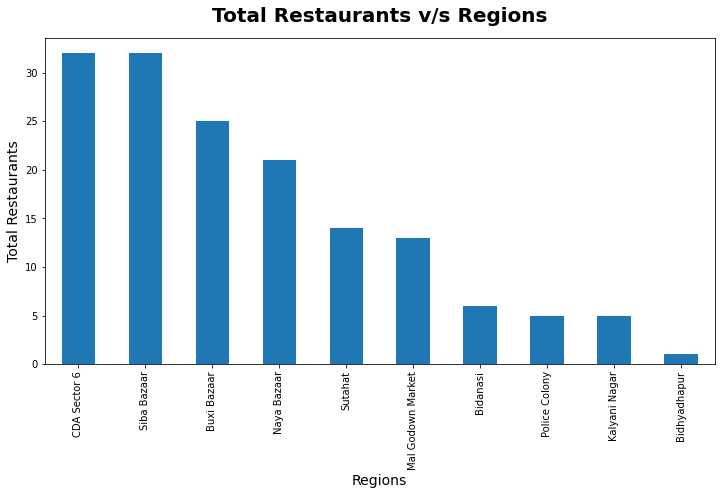 Total Restaurants v/s Regions
Total Restaurants
30
25
20
15
10
5
0
CDA Sector 6
Siba Bazaar
Buxi Bazaar
Naya Bazaar
Sutahat
Mal Godown Market
Bidanasi
Police Colony
Kalyani Nagar
Bidhyadhapur
Regions